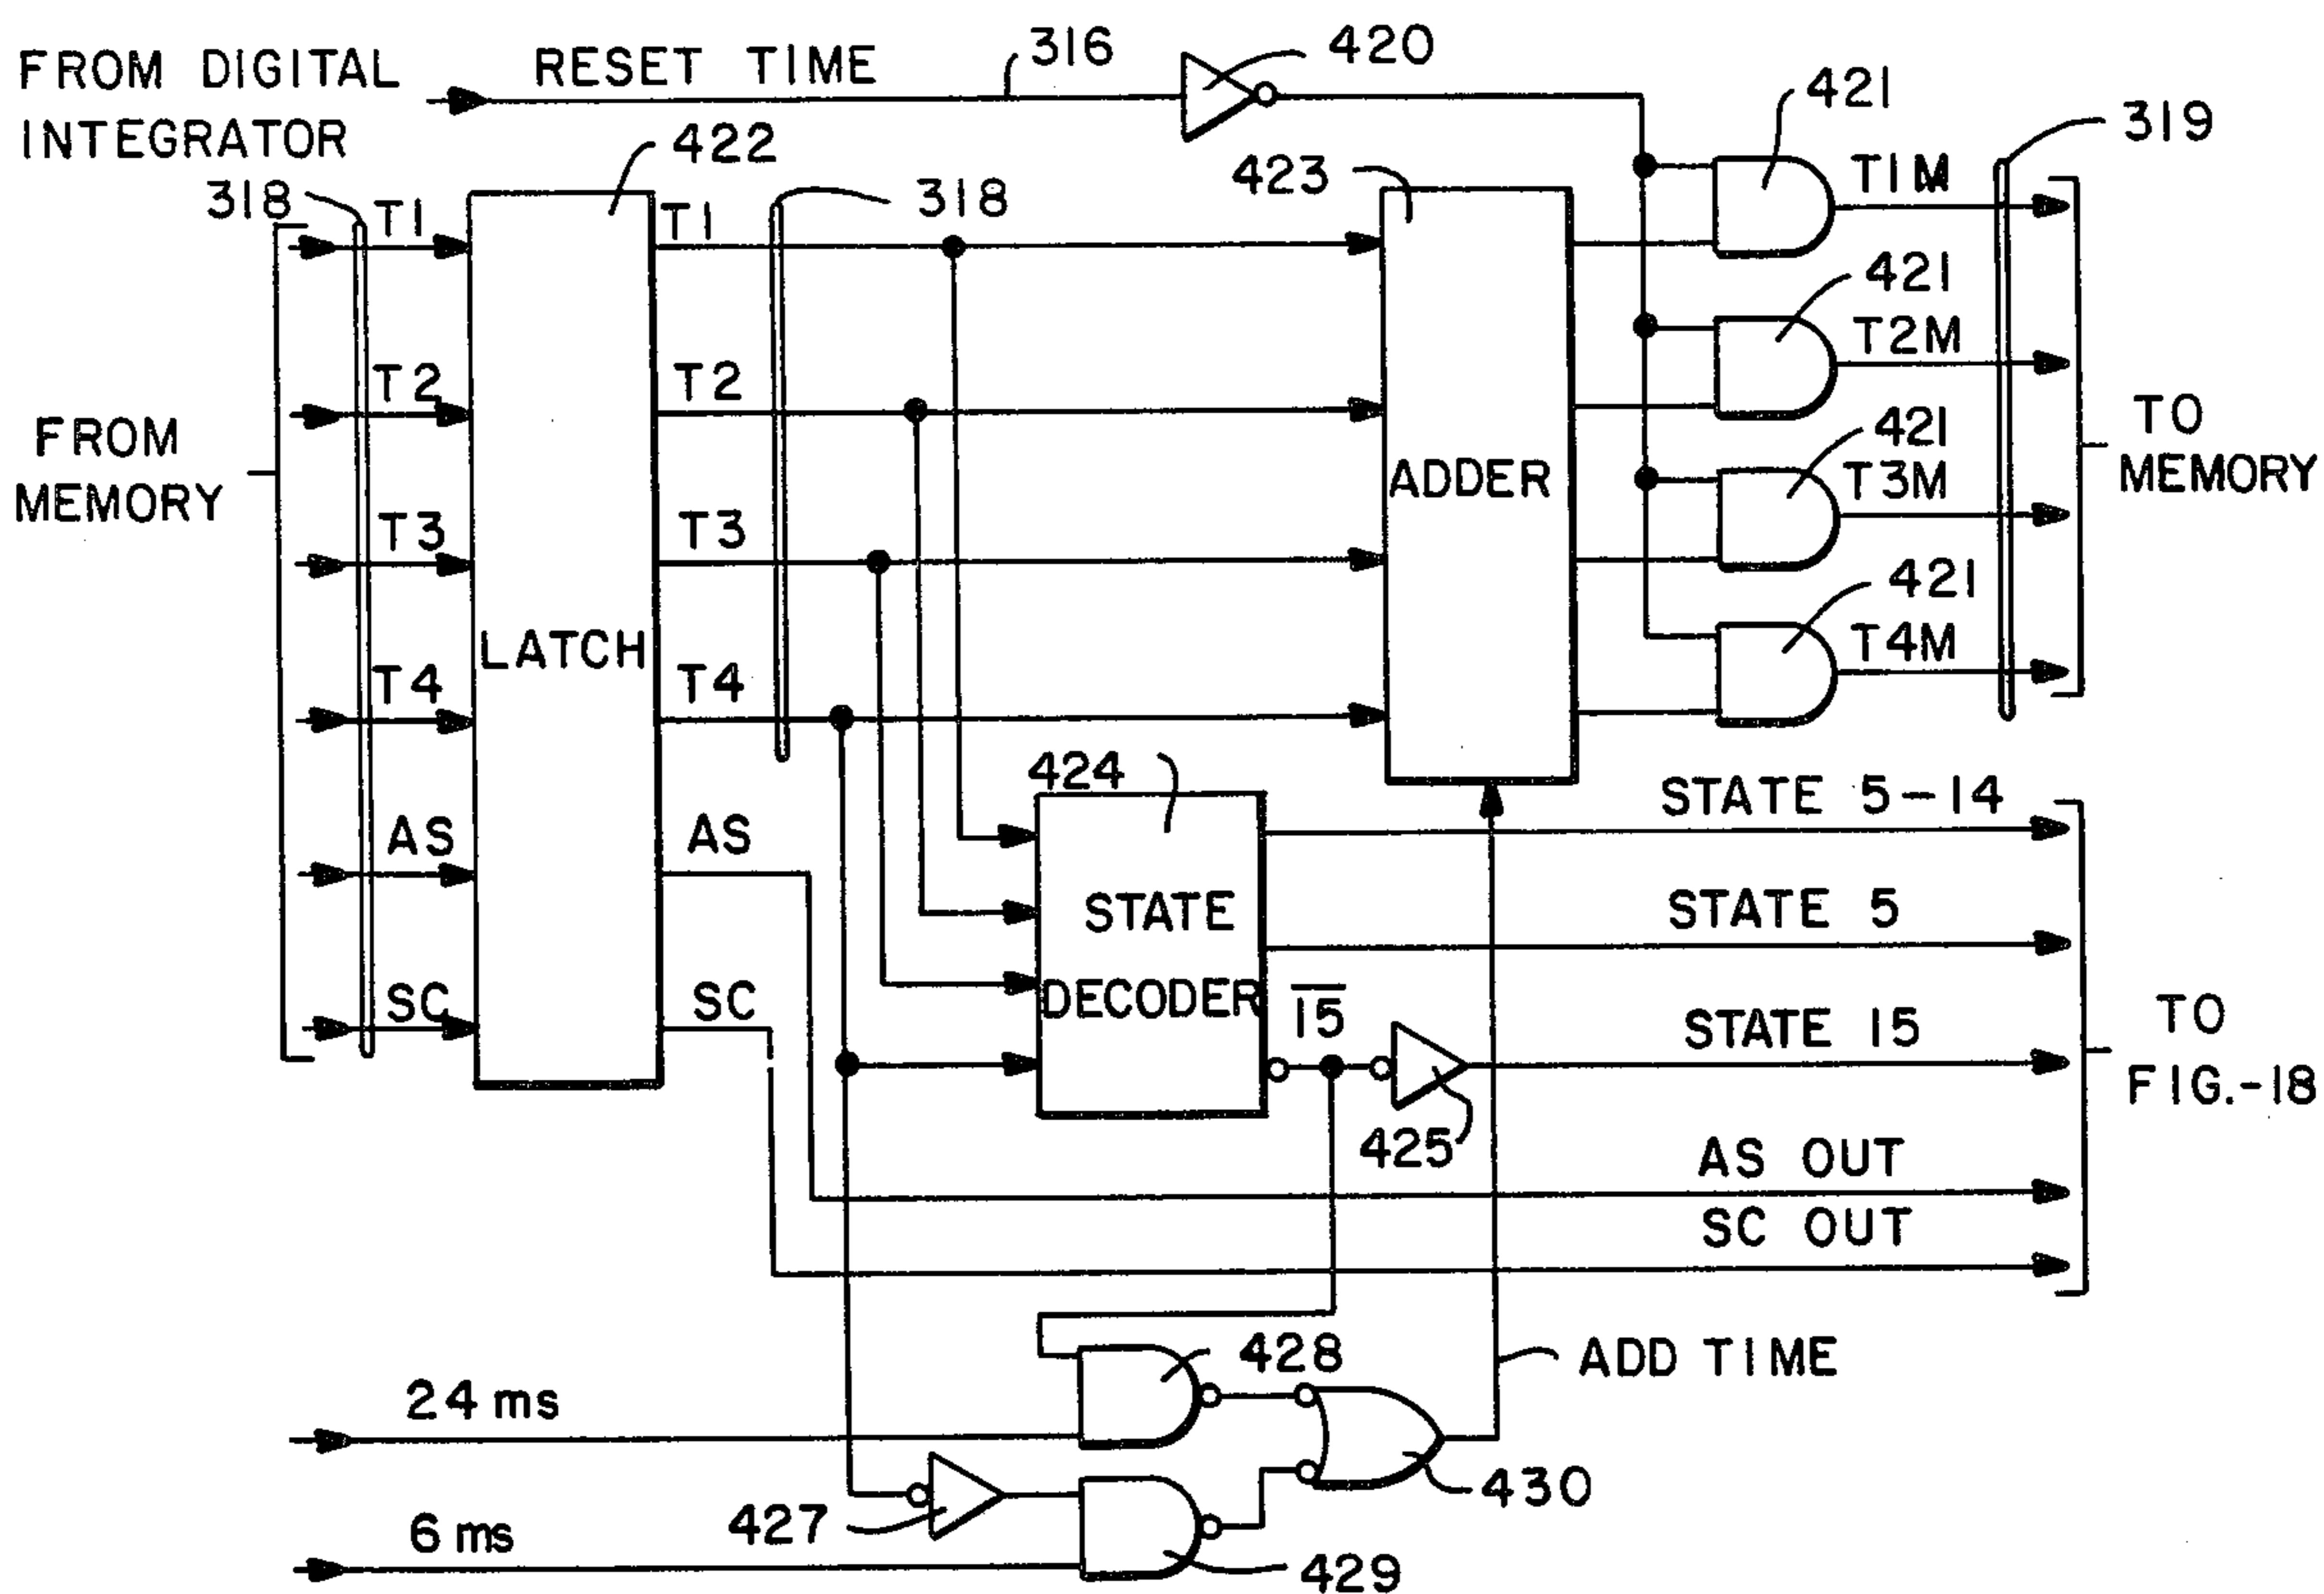 FROM DIGITAL
INTEGRATOR
RESET TIME
316
420
421
319
422
423
T1M
318
T1
T1
318
421
T2M
T2
T2
421
T3M
FROM
MEMORY
TO
MEMORY
ADDER
T3
T3
421
T4M
LATCH
T4
T4
424
STATE 5-14
AS
AS
STATE
DECODER
STATE 5
SC
SC
15
STATE 15
TO
FIG.-18
425
AS OUT
SC OUT
428
ADD TIME
24 ms
430
427
6 ms
429